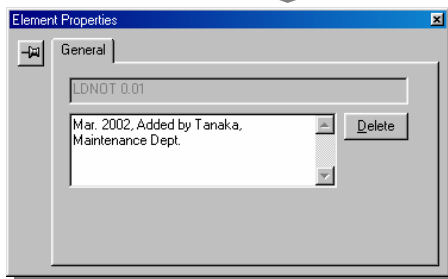 Element Properties
General
LDNOT 0.01
Mar. 2002, Added by Tanaka,
Maintenance Dept.
Delete